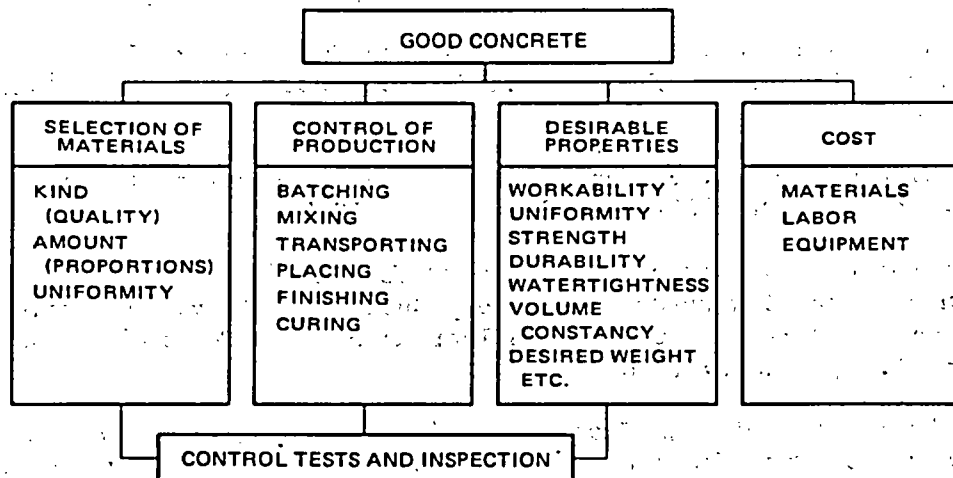 GOOD CONCRETE
SELECTION OF
MATERIALS
KIND
(QUALITY)
AMOUNT
(PROPORTIONS)
UNIFORMITY
CONTROL OF
PRODUCTION
BATCHING
MIXING
TRANSPORTING
PLACING
FINISHING
CURING
DESIRABLE
PROPERTIES
WORKABILITY
UNIFORMITY
STRENGTH
DURABILITY
WATERTIGHTNESS
VOLUME
CONSTANCY
DESIRED WEIGHT
ETC.
COST
MATERIALS
LABOR
EQUIPMENT
CONTROL TESTS AND INSPECTION